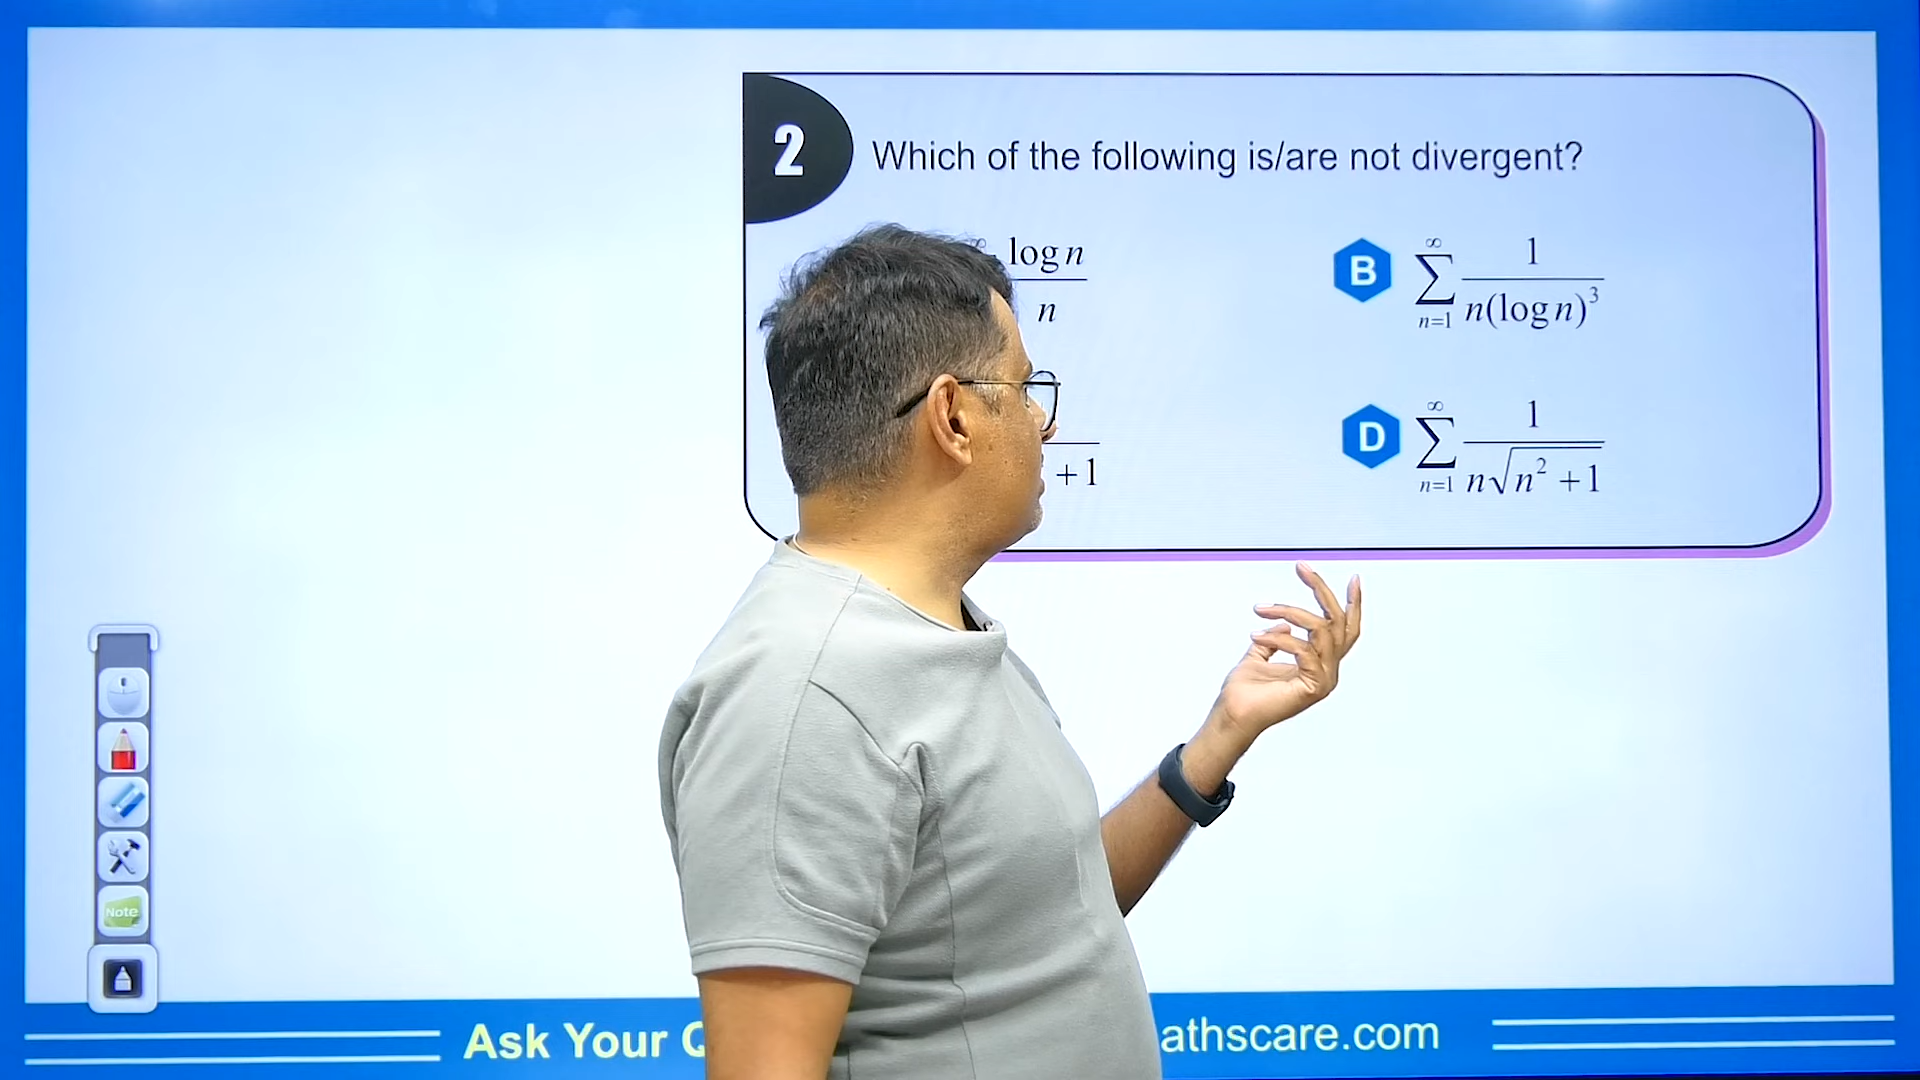 2 Which of the following is/are not divergent?
∞ log n / n
B ∞ ∑ n=1 1 / n(log n)³
+1
D ∞ ∑ n=1 1 / n√n² +1
Note
Ask Your
athscare.com